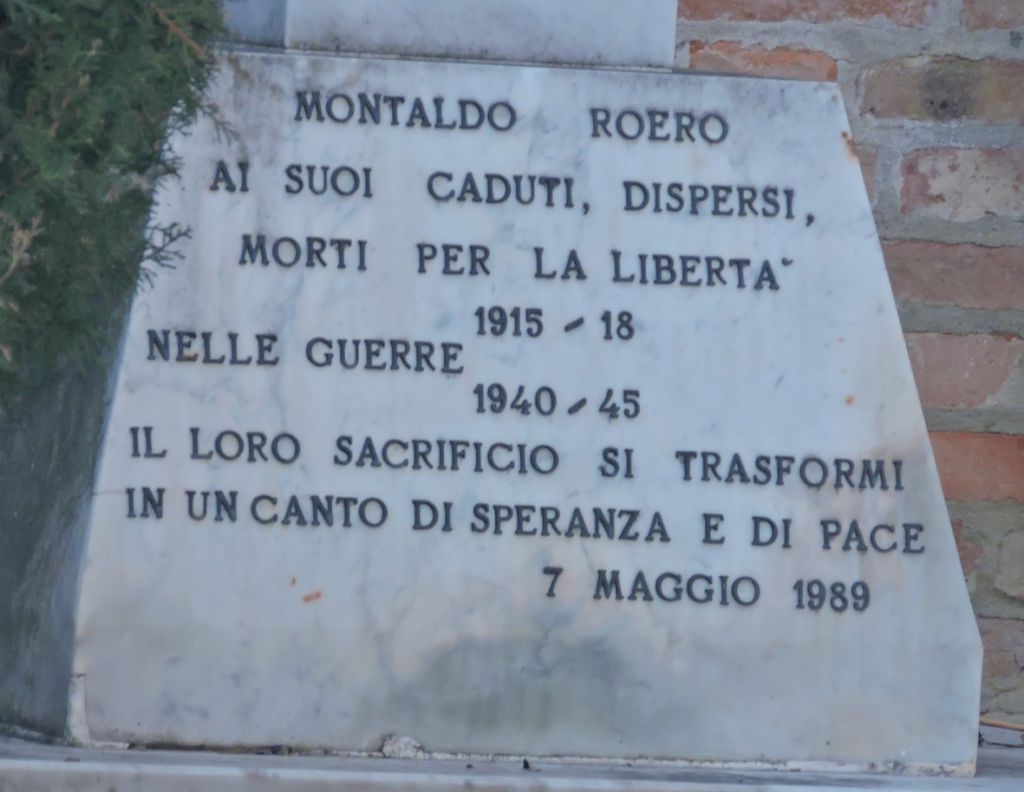 MONTALDO ROERO
AI SUOI CADUTI, DISPERSI,
MORTI PER LA LIBERTA`
1915 - 18
NELLE GUERRE
1940 - 45
IL LORO SACRIFICIO SI TRASFORMI
IN UN CANTO DI SPERANZA E DI PACE
7 MAGGIO 1989